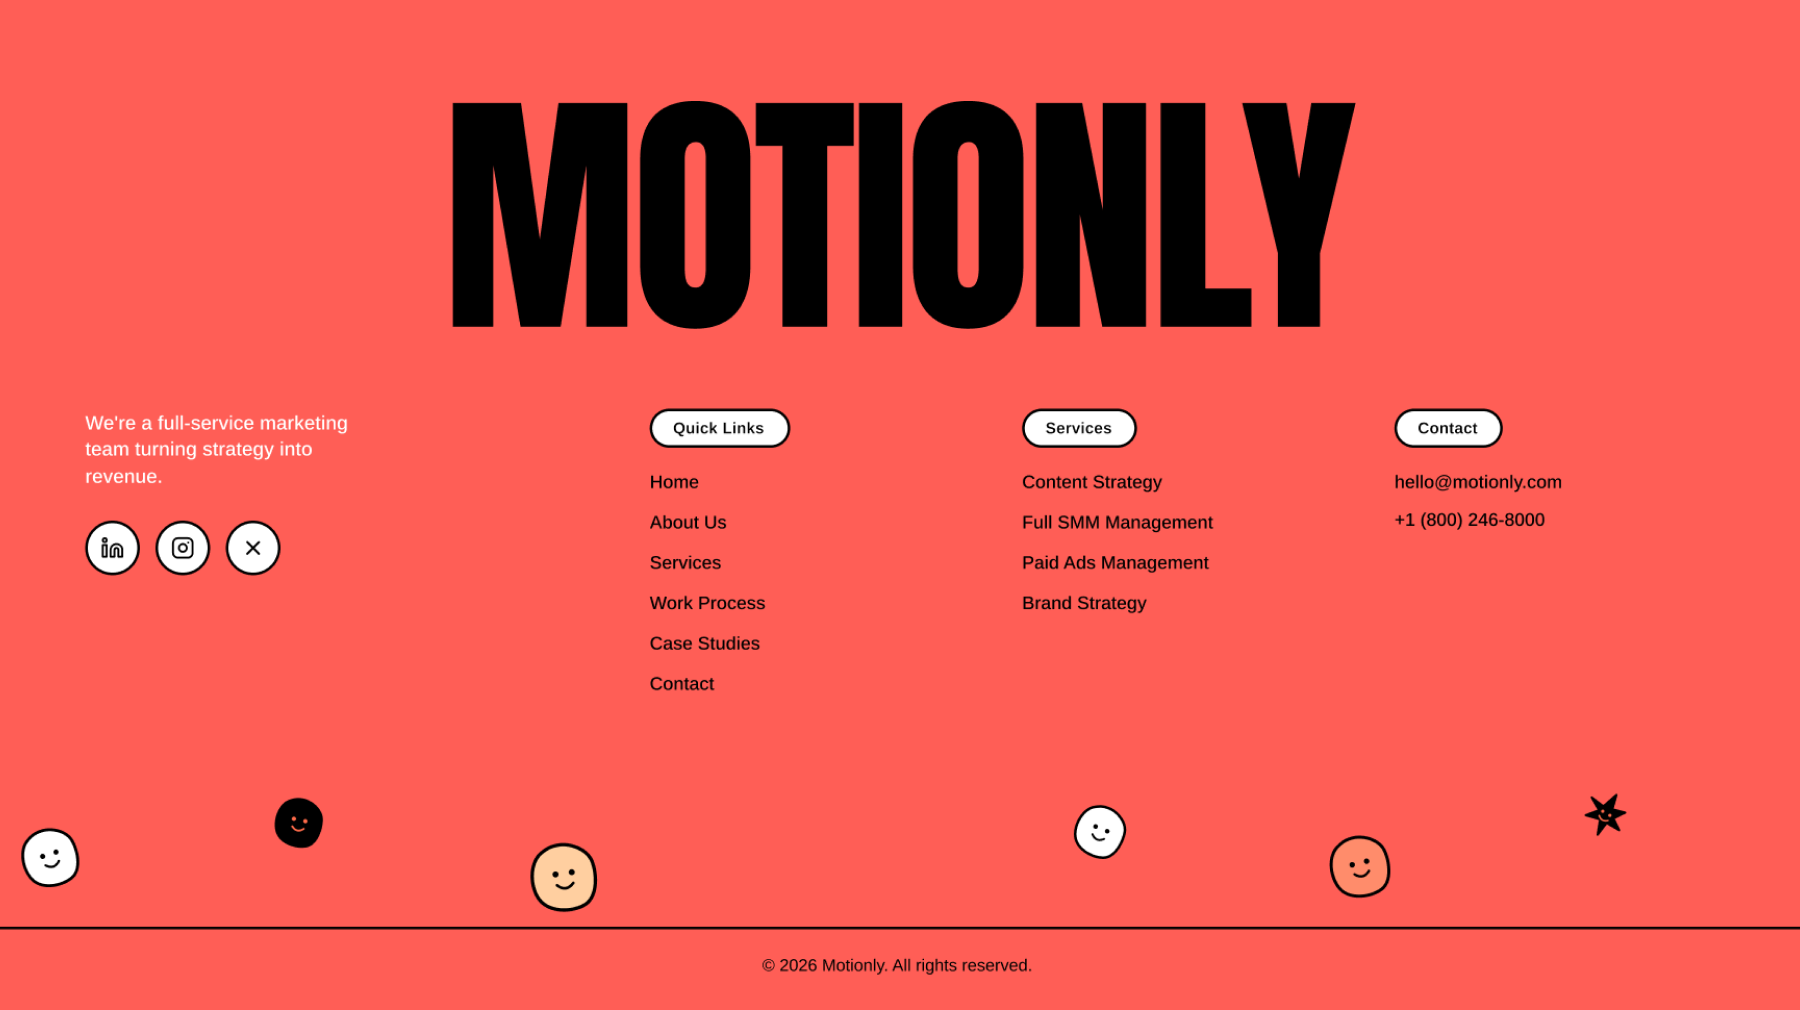 MOTIONLY
We're a full-service marketing
team turning strategy into
revenue.
Quick Links
Home
About Us
Services
Work Process
Case Studies
Contact
Services
Content Strategy
Full SMM Management
Paid Ads Management
Brand Strategy
Contact
hello@motionly.com
+1 (800) 246-8000
© 2026 Motionly. All rights reserved.